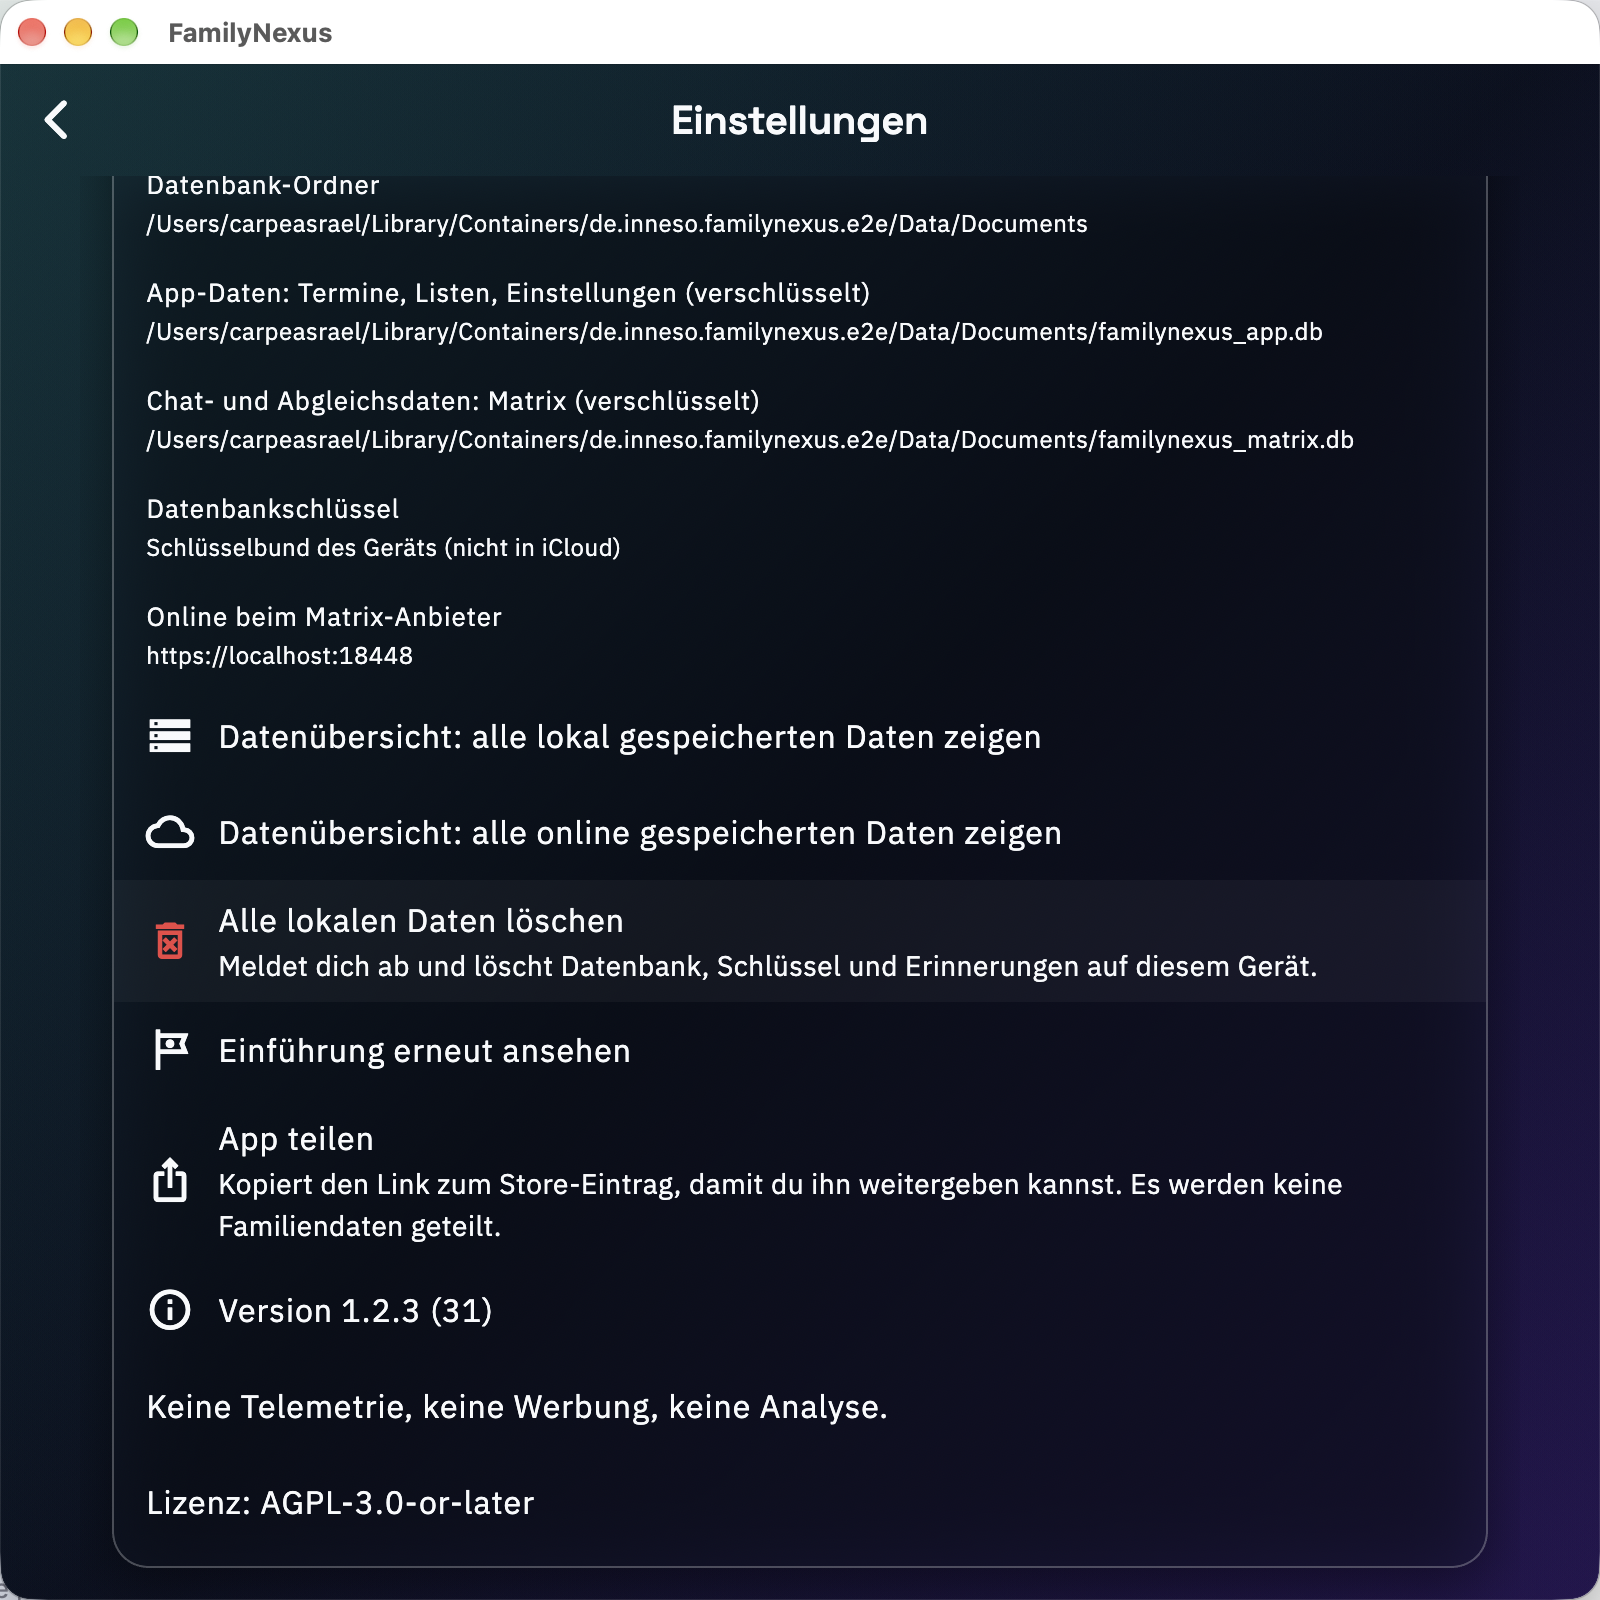 FamilyNexus
Einstellungen
Datenbank-Ordner
/Users/carpeasrael/Library/Containers/de.inneso.familynexus.e2e/Data/Documents
App-Daten: Termine, Listen, Einstellungen (verschlüsselt)
/Users/carpeasrael/Library/Containers/de.inneso.familynexus.e2e/Data/Documents/familynexus_app.db
Chat- und Abgleichsdaten: Matrix (verschlüsselt)
/Users/carpeasrael/Library/Containers/de.inneso.familynexus.e2e/Data/Documents/familynexus_matrix.db
Datenbankschlüssel
Schlüsselbund des Geräts (nicht in iCloud)
Online beim Matrix-Anbieter
https://localhost:18448
Datenübersicht: alle lokal gespeicherten Daten zeigen
Datenübersicht: alle online gespeicherten Daten zeigen
Alle lokalen Daten löschen
Meldet dich ab und löscht Datenbank, Schlüssel und Erinnerungen auf diesem Gerät.
Einführung erneut ansehen
App teilen
Kopiert den Link zum Store-Eintrag, damit du ihn weitergeben kannst. Es werden keine
Familiendaten geteilt.
Version 1.2.3 (31)
Keine Telemetrie, keine Werbung, keine Analyse.
Lizenz: AGPL-3.0-or-later